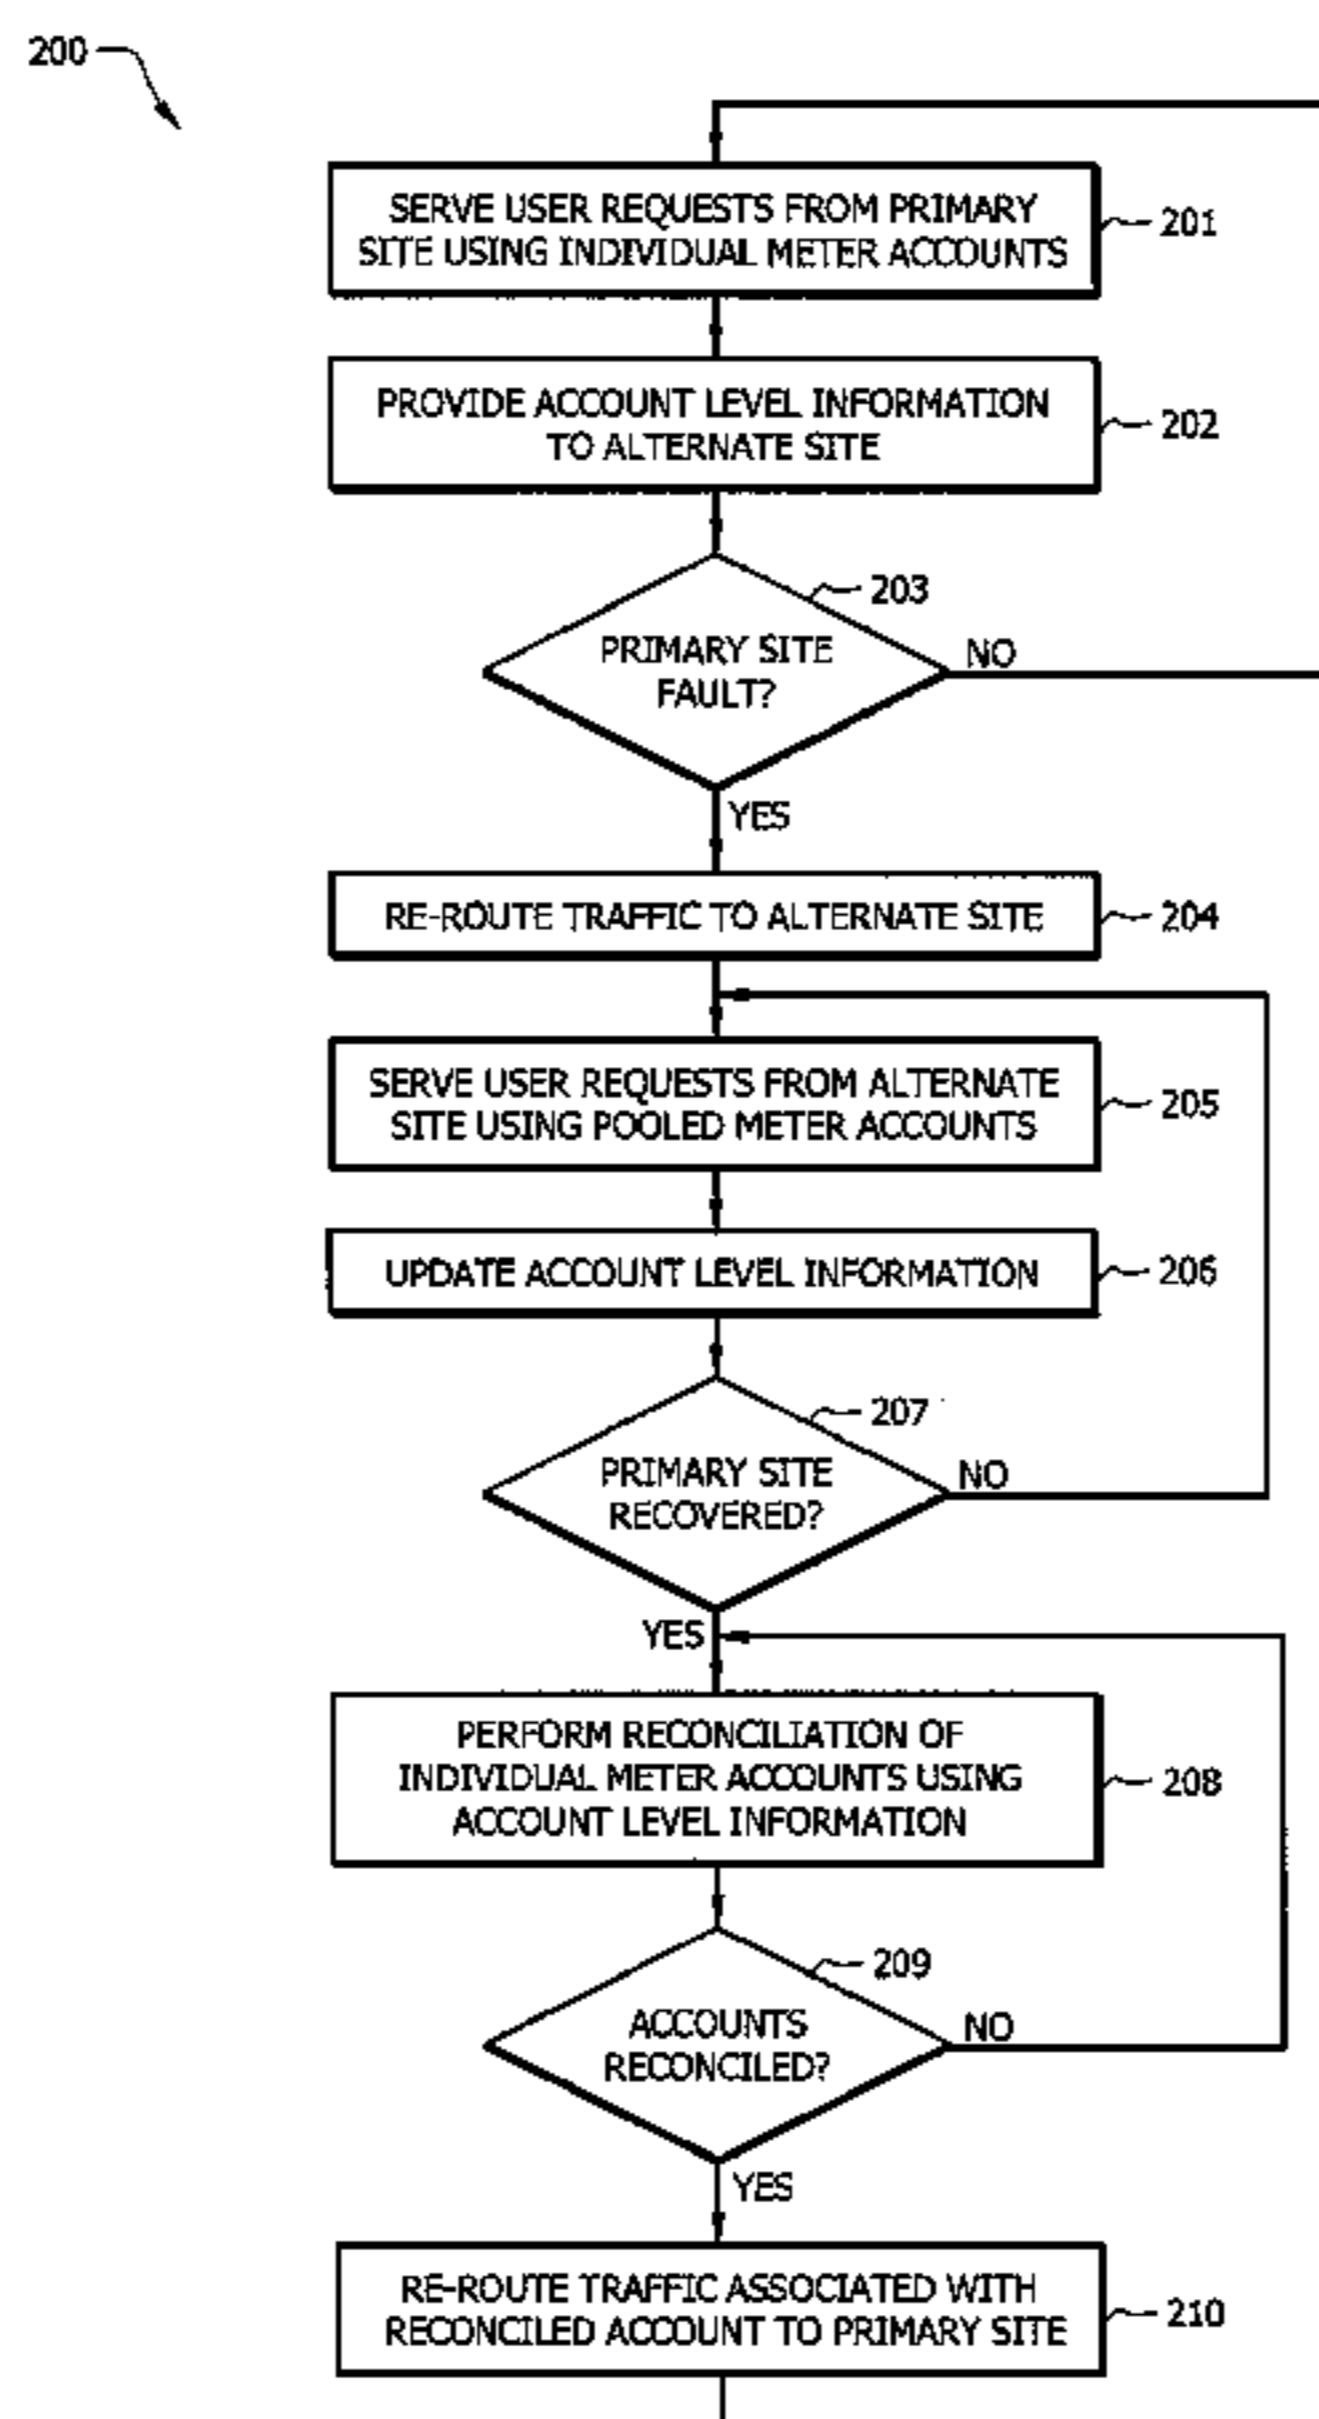 200
SERVE USER REQUESTS FROM PRIMARY
SITE USING INDIVIDUAL METER ACCOUNTS
201
PROVIDE ACCOUNT LEVEL INFORMATION
TO ALTERNATE SITE
202
203
PRIMARY SITE
FAULT?
NO
YES
RE-ROUTE TRAFFIC TO ALTERNATE SITE
204
SERVE USER REQUESTS FROM ALTERNATE
SITE USING POOLED METER ACCOUNTS
205
UPDATE ACCOUNT LEVEL INFORMATION
206
207
PRIMARY SITE
RECOVERED?
NO
YES
PERFORM RECONCILIATION OF
INDIVIDUAL METER ACCOUNTS USING
ACCOUNT LEVEL INFORMATION
208
209
ACCOUNTS
RECONCILED?
NO
YES
RE-ROUTE TRAFFIC ASSOCIATED WITH
RECONCILED ACCOUNT TO PRIMARY SITE
210